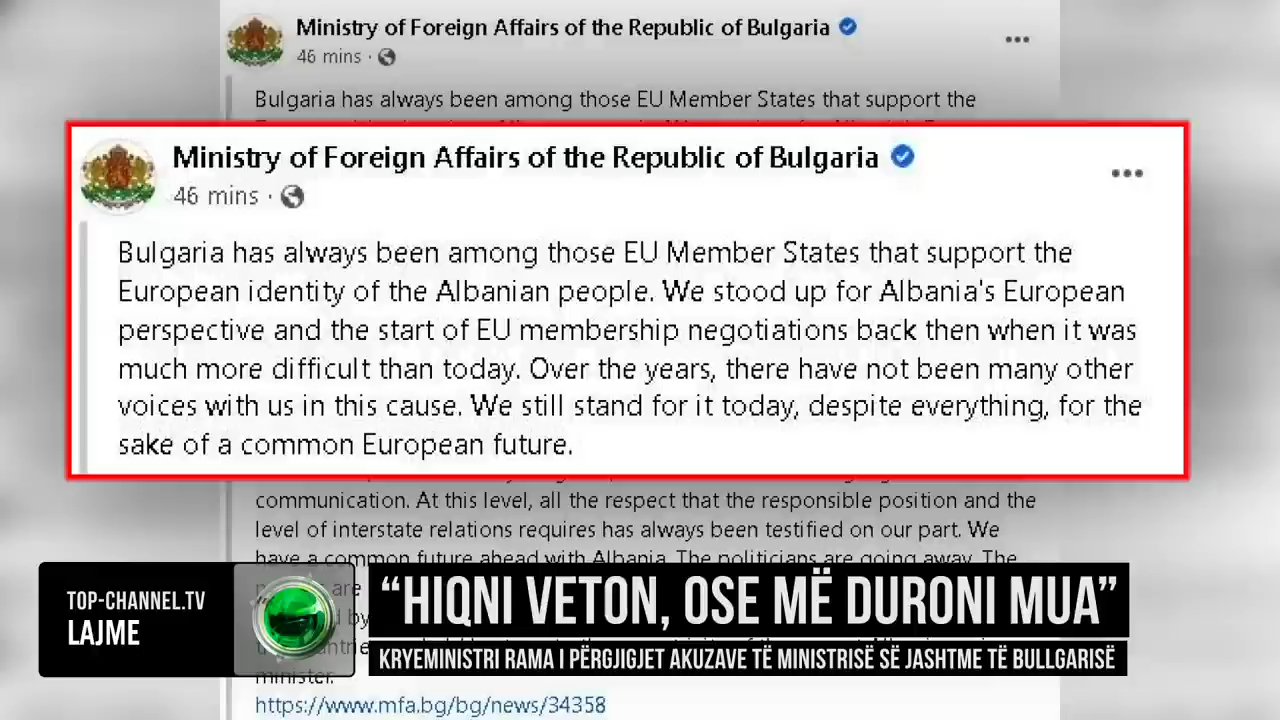 Ministry of Foreign Affairs of the Republic of Bulgaria
46 mins ·
Bulgaria has always been among those EU Member States that support the
Ministry of Foreign Affairs of the Republic of Bulgaria
46 mins ·
Bulgaria has always been among those EU Member States that support the
European identity of the Albanian people. We stood up for Albania's European
perspective and the start of EU membership negotiations back then when it was
much more difficult than today. Over the years, there have not been many other
voices with us in this cause. We still stand for it today, despite everything, for the
sake of a common European future.
communication. At this level, all the respect that the responsible position and the
level of interstate relations requires has always been testified on our part. We
have a common future ahead with Albania. The politicians are going away. The
are
by
minister.
https://www.mfa.bg/bg/news/34358
TOP-CHANNEL.TV
LAJME
“HIQNI VETON, OSE MË DURONI MUA”
KRYEMINISTRI RAMA I PËRGJIGJET AKUZAVE TË MINISTRISË SË JASHTME TË BULLGARISË